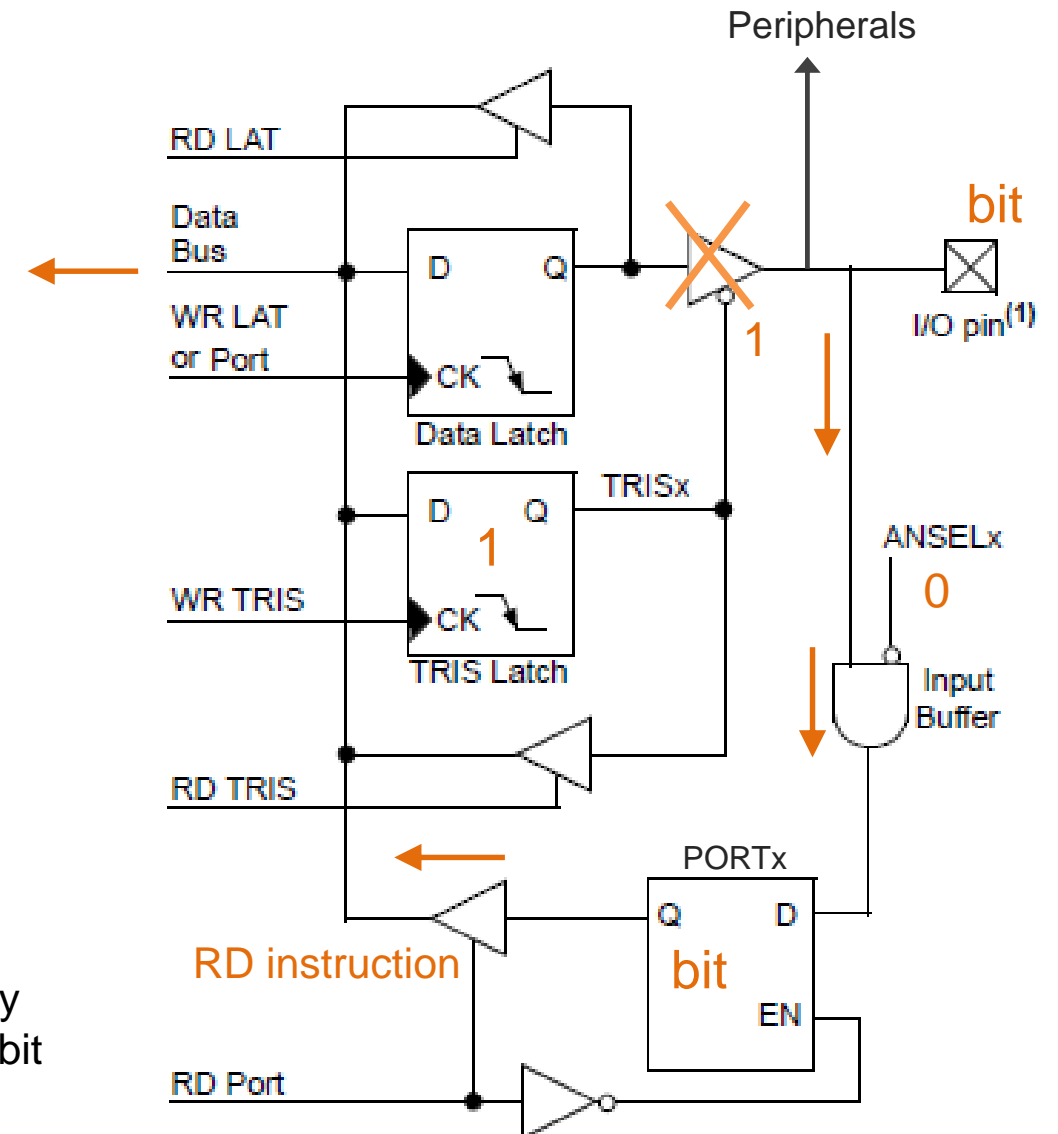 Peripherals
RD LAT
Data
Bus
D
Q
bit
WR LAT
or Port
1
I/O pin(1)
CK
Data Latch
TRISx
D
Q
ANSELx
1
0
WR TRIS
CK
TRIS Latch
Input
Buffer
RD TRIS
PORTx
Q
D
RD instruction
bit
y
bit
EN
RD Port